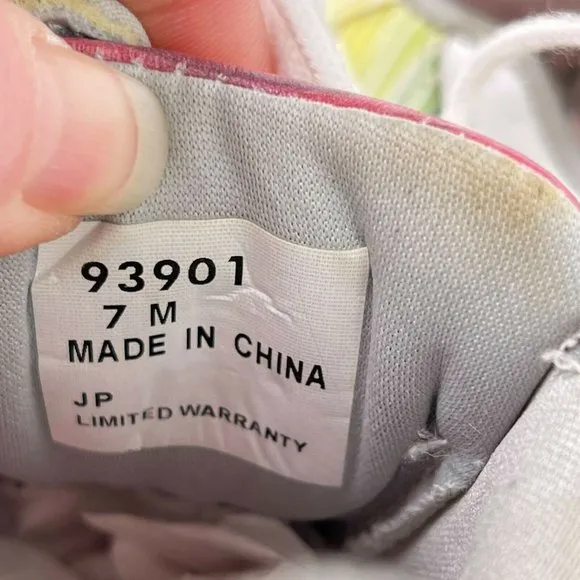 93901
7 M
MADE IN CHINA
JP
LIMITED WARRANTY